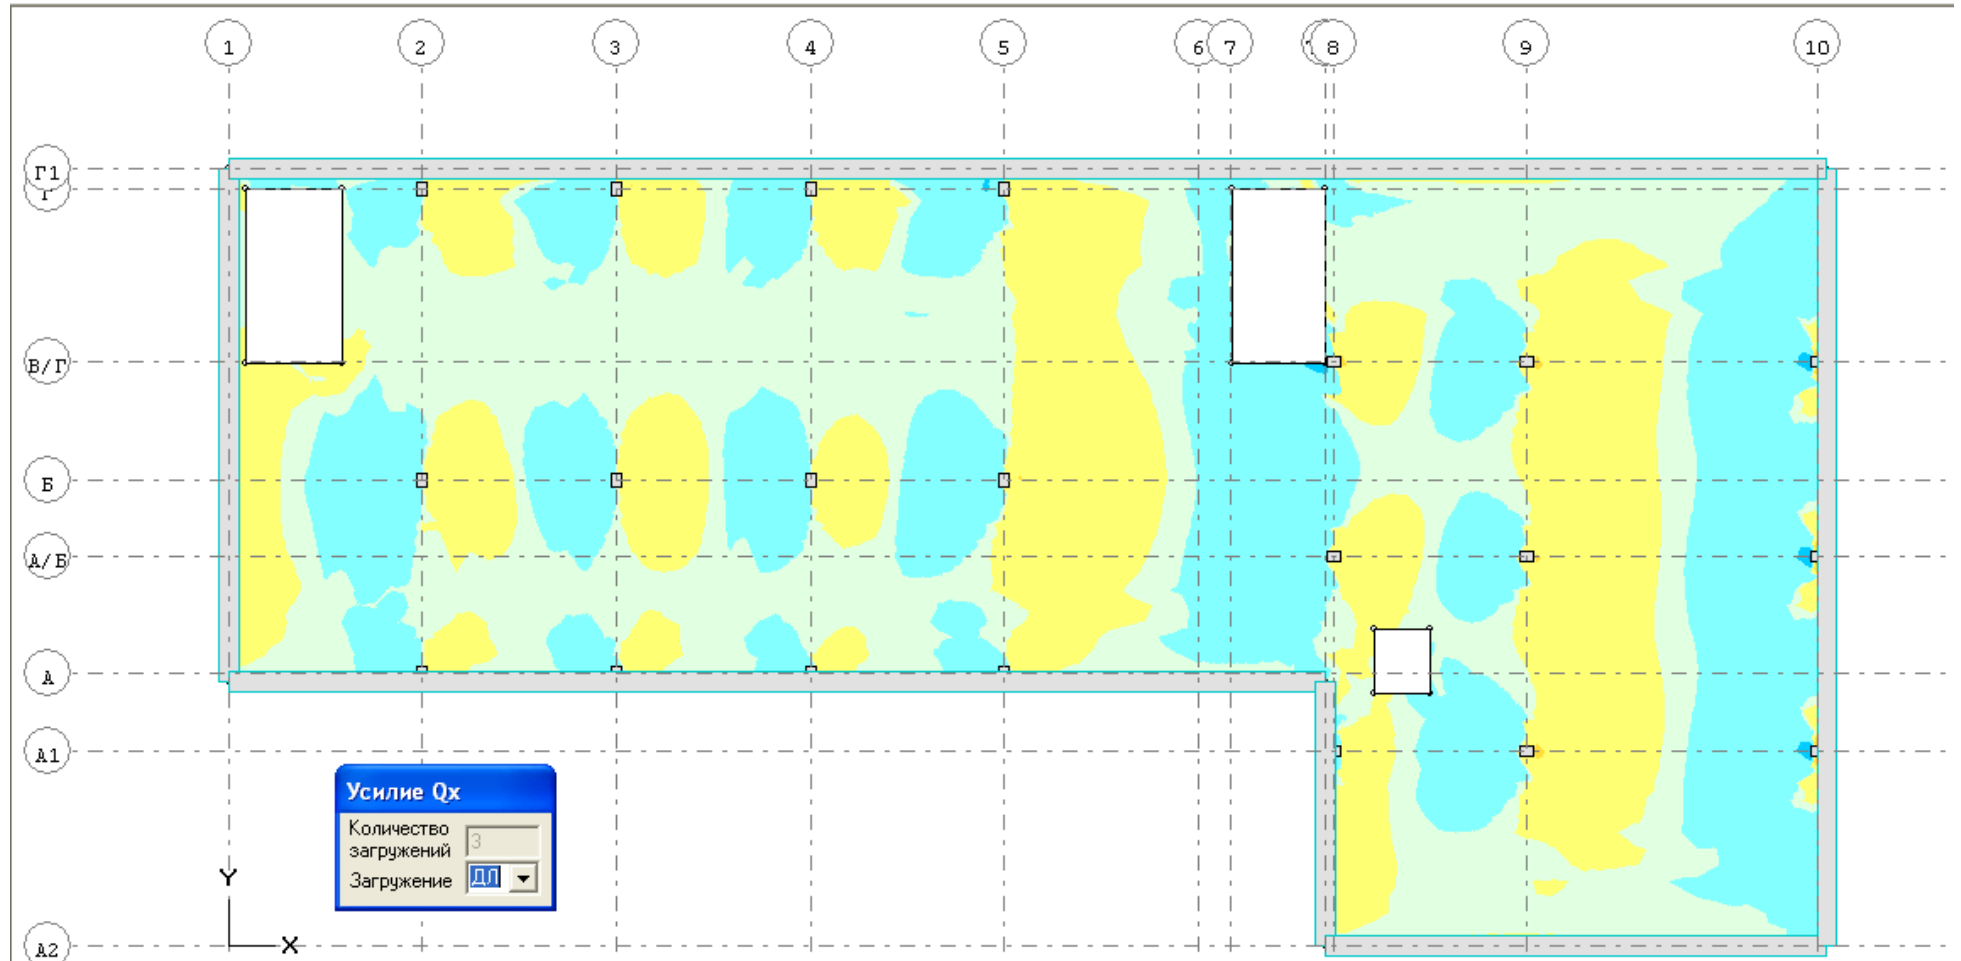 1 2 3 4 5 6 7 8 9 10
Г1
Г
В/Г
Б
А/Б
А
А1
А2
Усилие Qx
Количество
загружений 3
Загружение ДЛ
Y
X